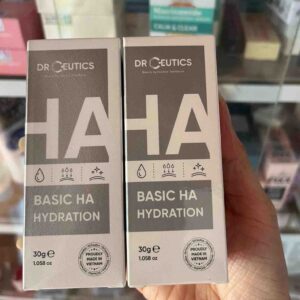 DR CEUTICS
HA
BASIC HA
HYDRATION
30g e
1.058 oz
PROUDLY
MADE IN
VIETNAM
DR CEUTICS
HA
BASIC HA
HYDRATION
30g e
1.058 oz
PROUDLY
MADE IN
VIETNAM
Niacinamide
CALM & CLEAR